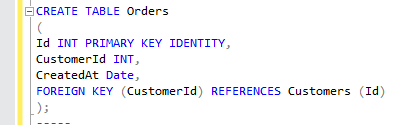 CREATE TABLE Orders
(
Id INT PRIMARY KEY IDENTITY,
CustomerId INT,
CreatedAt Date,
FOREIGN KEY (CustomerId) REFERENCES Customers (Id)
);
-----